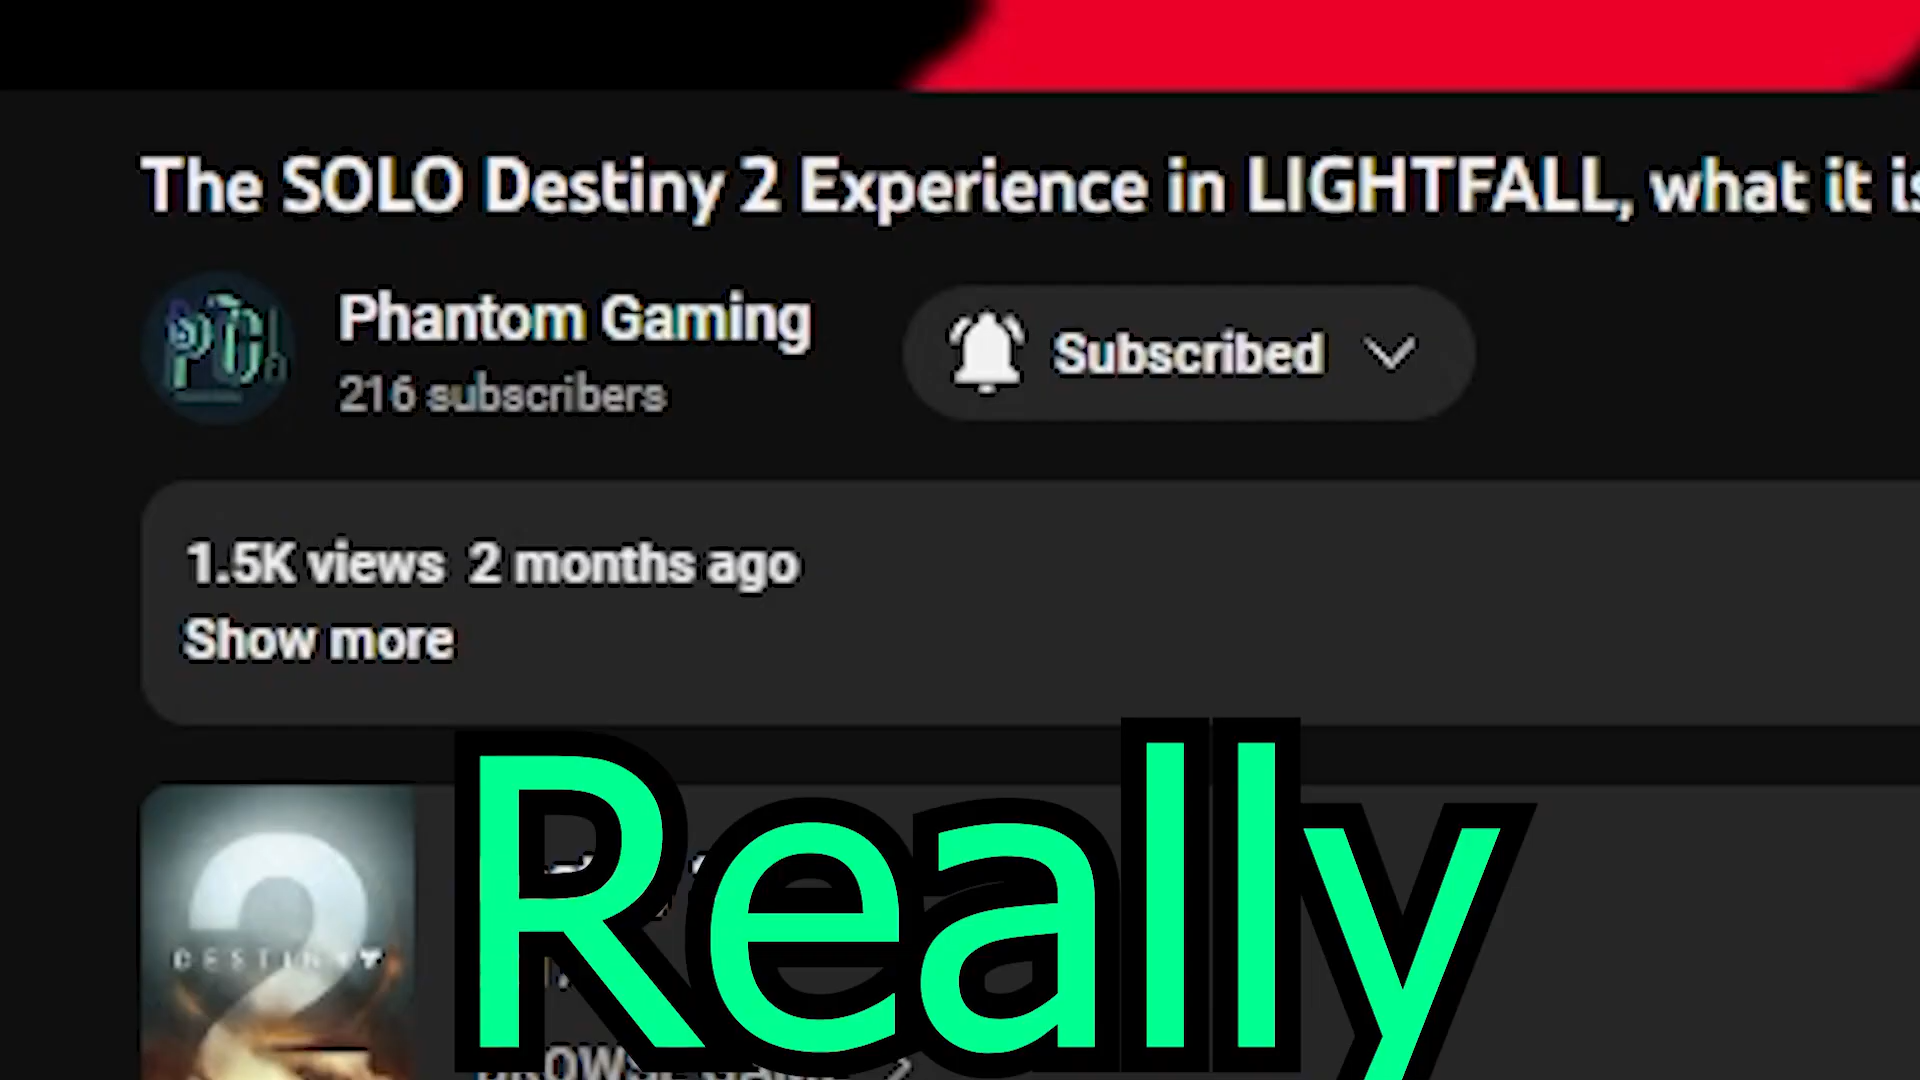 The SOLO Destiny 2 Experience in LIGHTFALL, what it is
Phantom Gaming
216 subscribers
Subscribed
1.5K views 2 months ago
Show more
DESTINY
2
Really